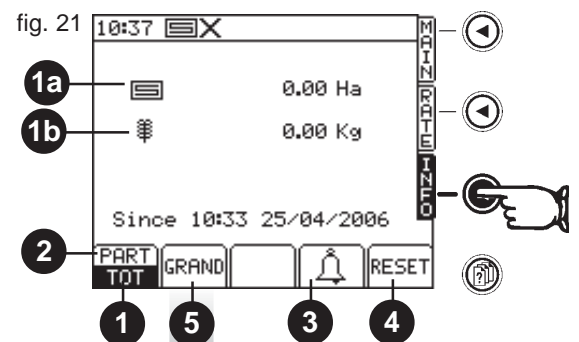 fig. 21
10:37
MAIN
1a
0.00 Ha
RATE
1b
0.00 Kg
INFO
Since 10:33 25/04/2006
2
PART
TOT
GRAND
RESET
1
5
3
4